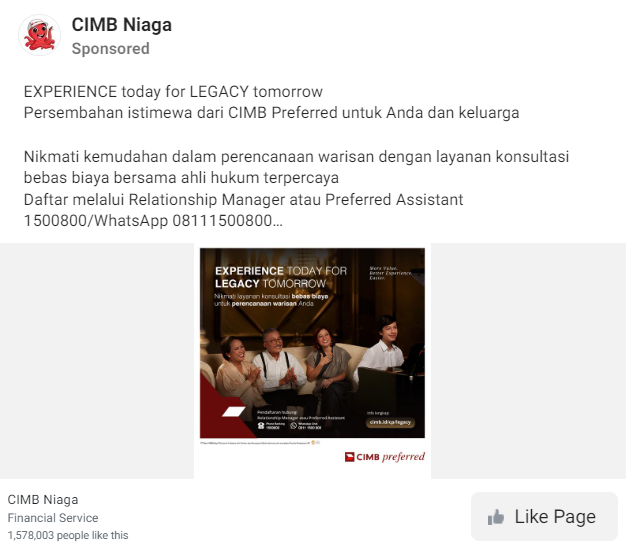 CIMB Niaga
Sponsored
EXPERIENCE today for LEGACY tomorrow
Persembahan istimewa dari CIMB Preferred untuk Anda dan keluarga
Nikmati kemudahan dalam perencanaan warisan dengan layanan konsultasi
bebas biaya bersama ahli hukum terpercaya
Daftar melalui Relationship Manager atau Preferred Assistant
1500800/WhatsApp 08111500800...
EXPERIENCE TODAY FOR
LEGACY TOMORROW
Nikmati layanan konsultasi bebas biaya
untuk perencanaan warisan Anda
More Value.
Better Experience.
Easier.
Pendaftaran hubungi
Relationship Manager atau Preferred Assistant
Phone Banking
1500800
WhatsApp Chat
0811 1500 800
Info lengkap:
cimb.id/cp/legacy
CIMB preferred
CIMB Niaga
Financial Service
1,578,003 people like this
Like Page